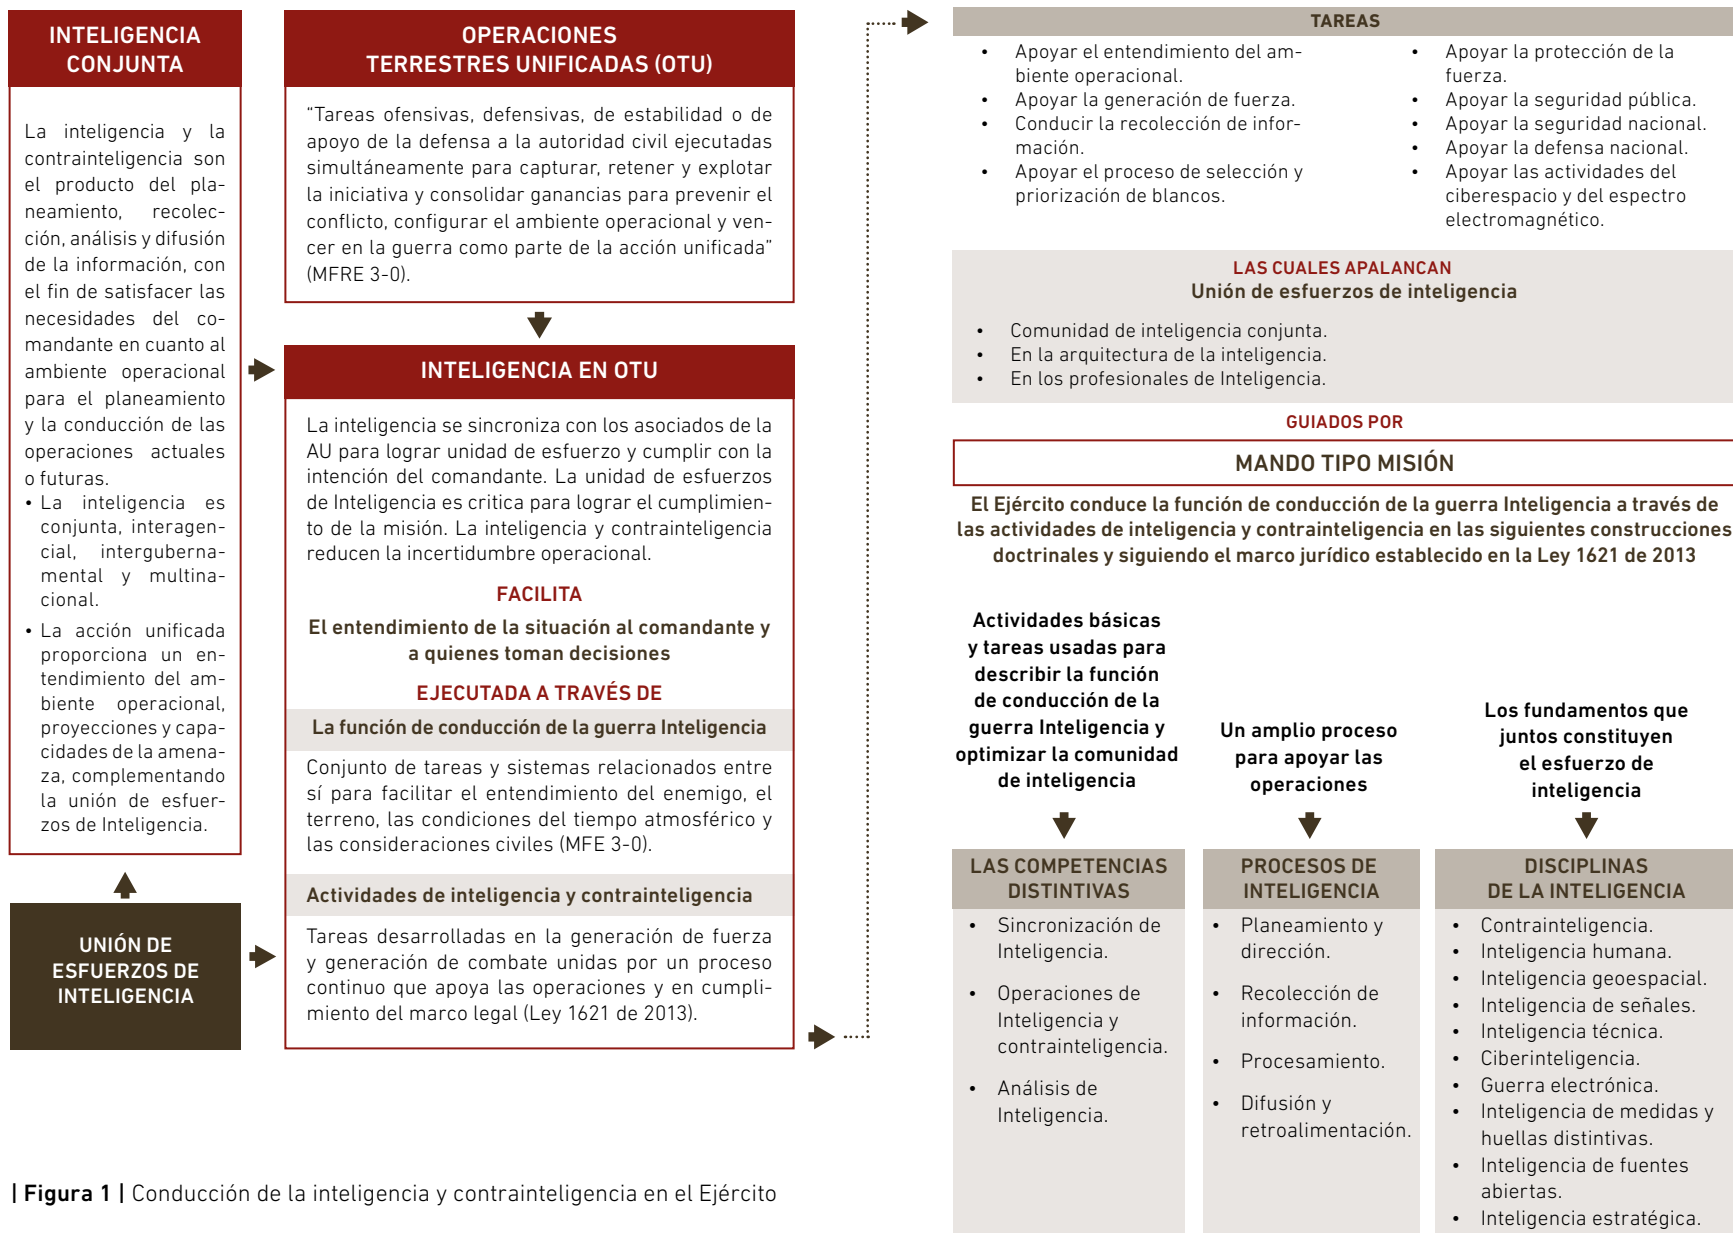 INTELIGENCIA
CONJUNTA
La inteligencia y la
contrainteligencia son
el producto del pla-
neamiento, recolec-
ción, análisis y difusión
de la información, con
el fin de satisfacer las
necesidades del co-
mandante en cuanto al
ambiente operacional
para el planeamiento
y la conducción de las
operaciones actuales
o futuras.
• La inteligencia es
conjunta, interagen-
cial, interguberna-
mental y multina-
cional.
• La acción unificada
proporciona un en-
tendimiento del am-
biente operacional,
proyecciones y capa-
cidades de la amena-
za, complementando
la unión de esfuer-
zos de Inteligencia.
UNIÓN DE
ESFUERZOS DE
INTELIGENCIA
OPERACIONES
TERRESTRES UNIFICADAS (OTU)
“Tareas ofensivas, defensivas, de estabilidad o de
apoyo de la defensa a la autoridad civil ejecutadas
simultáneamente para capturar, retener y explotar
la iniciativa y consolidar ganancias para prevenir el
conflicto, configurar el ambiente operacional y ven-
cer en la guerra como parte de la acción unificada”
(MFRE 3-0).
INTELIGENCIA EN OTU
La inteligencia se sincroniza con los asociados de la
AU para lograr unidad de esfuerzo y cumplir con la
intención del comandante. La unidad de esfuerzos
de Inteligencia es critica para lograr el cumplimien-
to de la misión. La inteligencia y contrainteligencia
reducen la incertidumbre operacional.
FACILITA
El entendimiento de la situación al comandante y
a quienes toman decisiones
EJECUTADA A TRAVÉS DE
La función de conducción de la guerra Inteligencia
Conjunto de tareas y sistemas relacionados entre
sí para facilitar el entendimiento del enemigo, el
terreno, las condiciones del tiempo atmosférico y
las consideraciones civiles (MFE 3-0).
Actividades de inteligencia y contrainteligencia
Tareas desarrolladas en la generación de fuerza
y generación de combate unidas por un proceso
continuo que apoya las operaciones y en cumpli-
miento del marco legal (Ley 1621 de 2013).
TAREAS
• Apoyar el entendimiento del am-
biente operacional.
• Apoyar la generación de fuerza.
• Conducir la recolección de infor-
mación.
• Apoyar el proceso de selección y
priorización de blancos.
• Apoyar la protección de la
fuerza.
• Apoyar la seguridad pública.
• Apoyar la seguridad nacional.
• Apoyar la defensa nacional.
• Apoyar las actividades del
ciberespacio y del espectro
electromagnético.
LAS CUALES APALANCAN
Unión de esfuerzos de inteligencia
• Comunidad de inteligencia conjunta.
• En la arquitectura de la inteligencia.
• En los profesionales de Inteligencia.
GUIADOS POR
MANDO TIPO MISIÓN
El Ejército conduce la función de conducción de la guerra Inteligencia a través de
las actividades de inteligencia y contrainteligencia en las siguientes construcciones
doctrinales y siguiendo el marco jurídico establecido en la Ley 1621 de 2013
Actividades básicas
y tareas usadas para
describir la función
de conducción de la
guerra Inteligencia y
optimizar la comunidad
de inteligencia
LAS COMPETENCIAS
DISTINTIVAS
• Sincronización de
Inteligencia.
• Operaciones de
Inteligencia y
contrainteligencia.
• Análisis de
Inteligencia.
Un amplio proceso
para apoyar las
operaciones
PROCESOS DE
INTELIGENCIA
• Planeamiento y
dirección.
• Recolección de
información.
• Procesamiento.
• Difusión y
retroalimentación.
Los fundamentos que
juntos constituyen
el esfuerzo de
inteligencia
DISCIPLINAS
DE LA INTELIGENCIA
• Contrainteligencia.
• Inteligencia humana.
• Inteligencia geoespacial.
• Inteligencia de señales.
• Inteligencia técnica.
• Ciberinteligencia.
• Guerra electrónica.
• Inteligencia de medidas y
huellas distintivas.
• Inteligencia de fuentes
abiertas.
• Inteligencia estratégica.
| Figura 1 | Conducción de la inteligencia y contrainteligencia en el Ejército